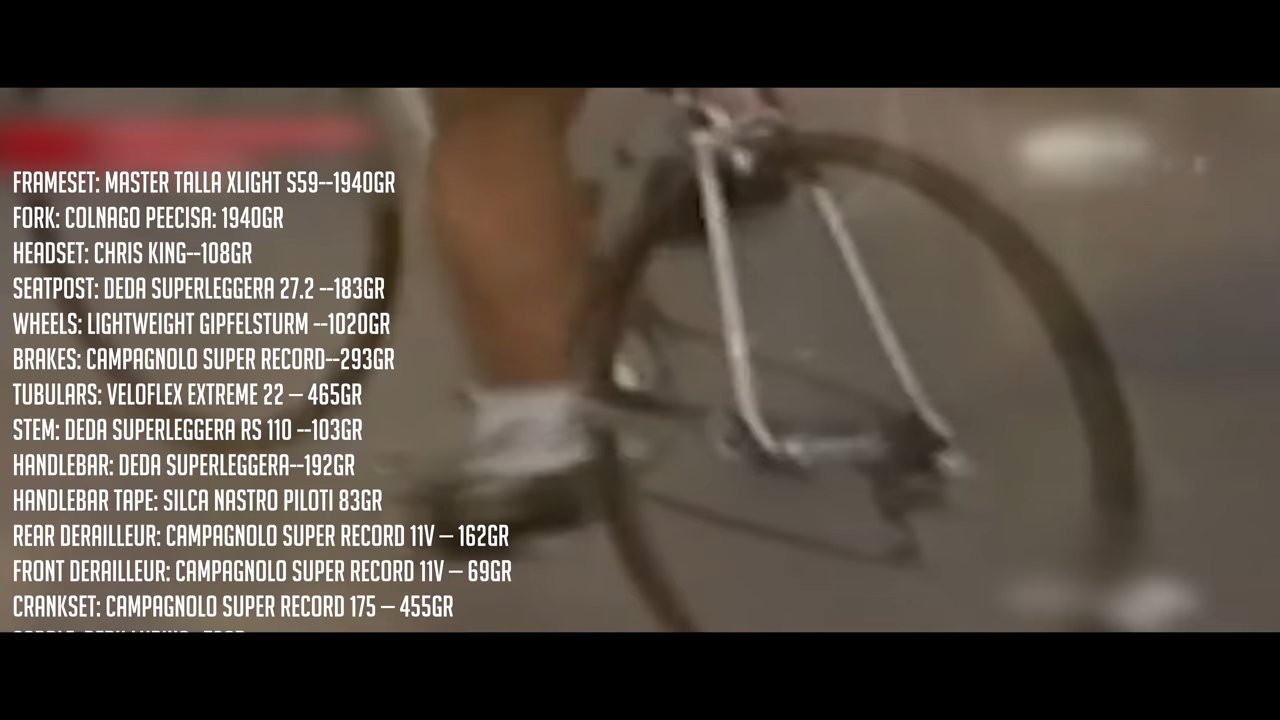 FRAMESET: MASTER TALLA XLIGHT S59--1940GR
FORK: COLNAGO PEECISA: 1940GR
HEADSET: CHRIS KING--108GR
SEATPOST: DEDA SUPERLEGGERA 27.2 --183GR
WHEELS: LIGHTWEIGHT GIPFELSTURM --1020GR
BRAKES: CAMPAGNOLO SUPER RECORD--293GR
TUBULARS: VELOFLEX EXTREME 22 – 465GR
STEM: DEDA SUPERLEGGERA RS 110 --103GR
HANDLEBAR: DEDA SUPERLEGGERA--192GR
HANDLEBAR TAPE: SILCA NASTRO PILOTI 83GR
REAR DERAILLEUR: CAMPAGNOLO SUPER RECORD 11V – 162GR
FRONT DERAILLEUR: CAMPAGNOLO SUPER RECORD 11V – 69GR
CRANKSET: CAMPAGNOLO SUPER RECORD 175 – 455GR